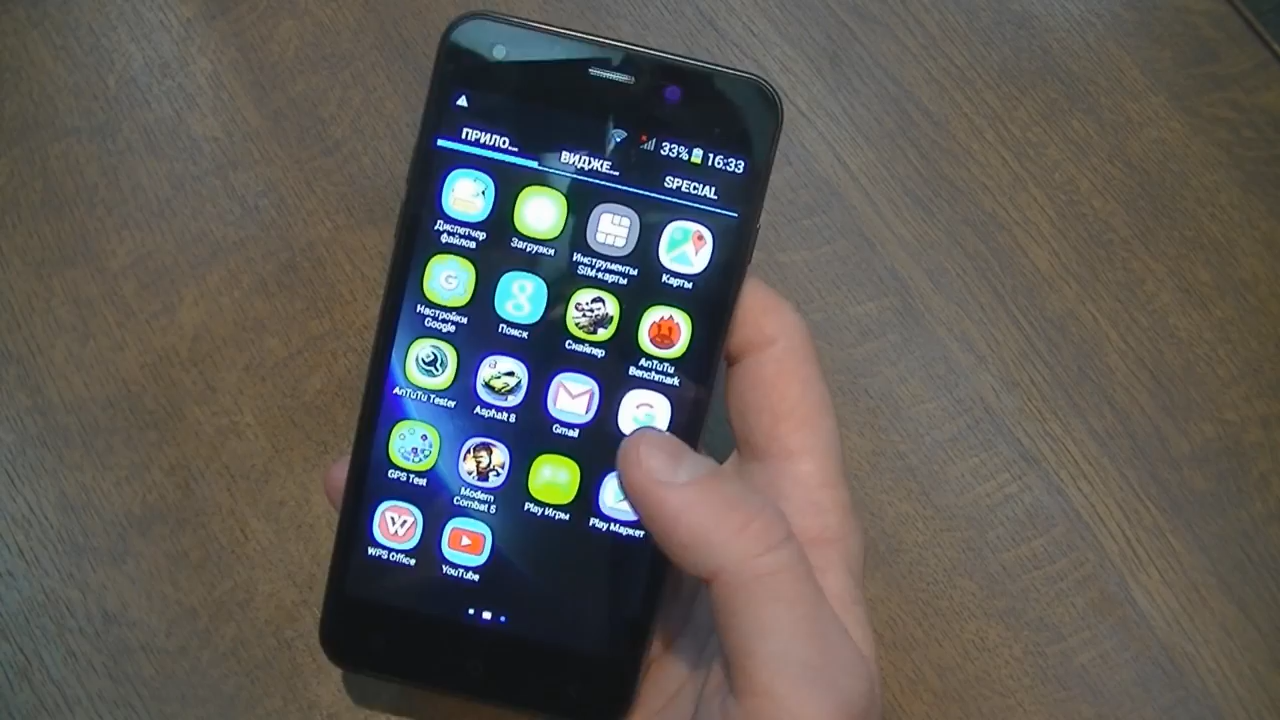 33% 16:33
ПРИЛО...
ВИДЖЕ...
SPECIAL
Диспетчер
файлов
Загрузки
Инструменты
SIM-карты
Карты
Настройки
Google
Поиск
Снайпер
AnTuTu
Benchmark
AnTuTu Tester
Asphalt 8
Gmail
GPS Test
Modern
Combat 5
Play Игры
Play Маркет
WPS Office
YouTube